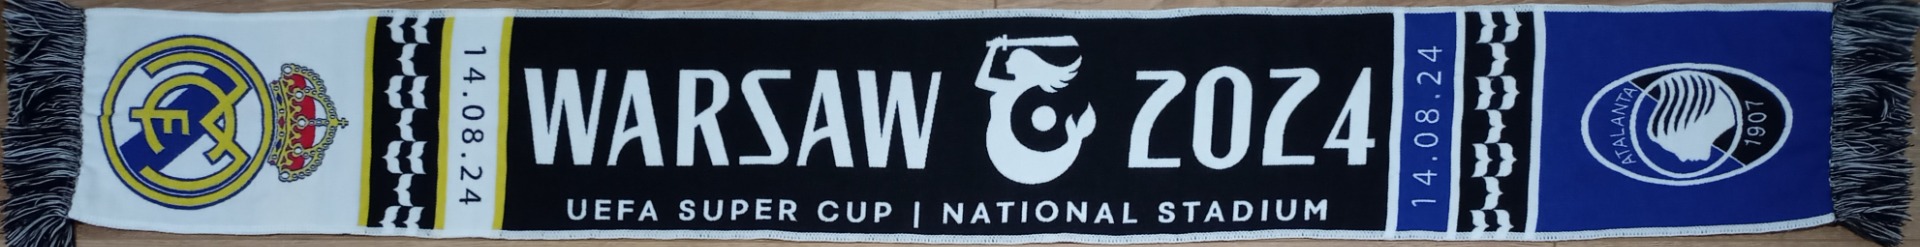 14.08.24
WARSAW 2024
UEFA SUPER CUP | NATIONAL STADIUM
14.08.24
ATALANTA
1907